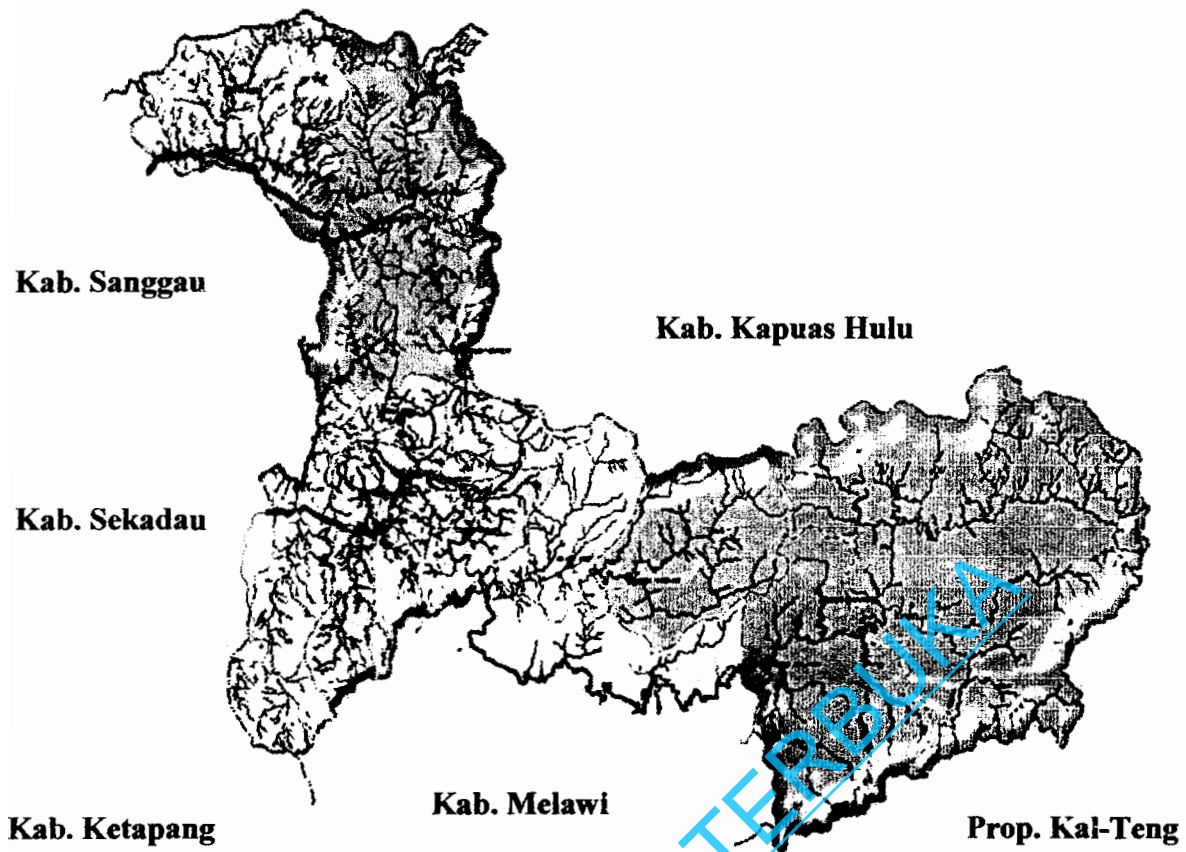 Kab. Sanggau
Kab. Kapuas Hulu
Kab. Sekadau
Kab. Melawi
Kab. Ketapang
Prop. Kal-Teng
TERBUKA